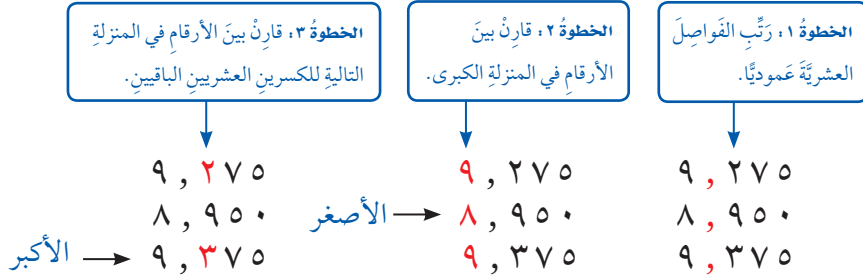 الخطوةُ ١: رَتِّبِ الفَواصِلَ
العشريَّةَ عَموديًّا.
٩,٢٧٥
٨,٩٥٠
٩,٣٧٥
الخطوةُ ٢: قارِنْ بينَ
الأرقامِ في المنزلةِ الكبرى.
٩,٢٧٥
٨,٩٥٠ ← الأصغر
٩,٣٧٥
الخطوةُ ٣: قارِنْ بينَ الأرقامِ في المنزلةِ
التاليةِ للكسرينِ العشريينِ الباقيينِ.
٩,٢٧٥
٨,٩٥٠
٩,٣٧٥ ← الأكبر